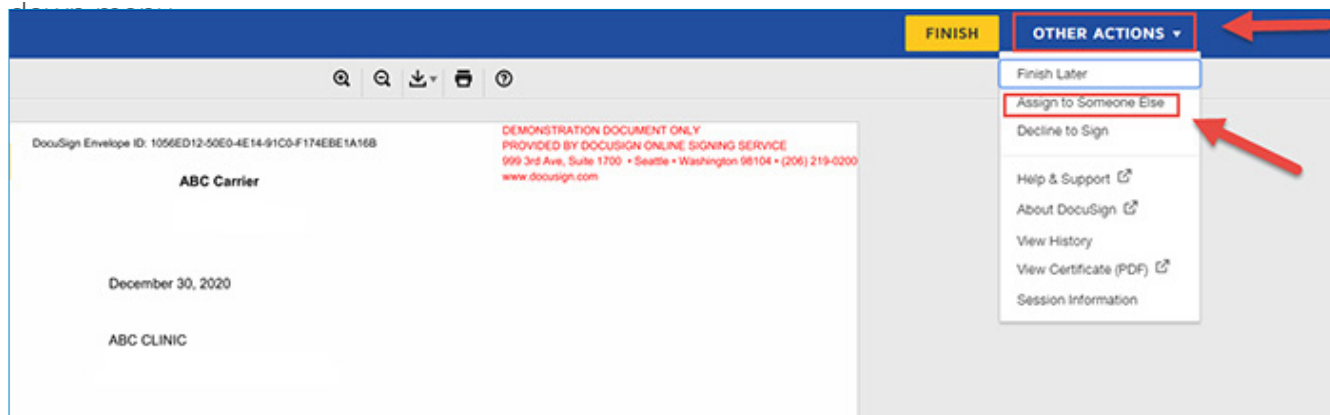 FINISH
OTHER ACTIONS
Finish Later
Assign to Someone Else
Decline to Sign
Help & Support
About DocuSign
View History
View Certificate (PDF)
Session Information
DocuSign Envelope ID: 1056ED12-50E0-4E14-91C0-F174EBE1A16B
DEMONSTRATION DOCUMENT ONLY
PROVIDED BY DOCUSIGN ONLINE SIGNING SERVICE
999 3rd Ave, Suite 1700 • Seattle • Washington 98104 • (206) 219-0200
www.docusign.com
ABC Carrier
December 30, 2020
ABC CLINIC